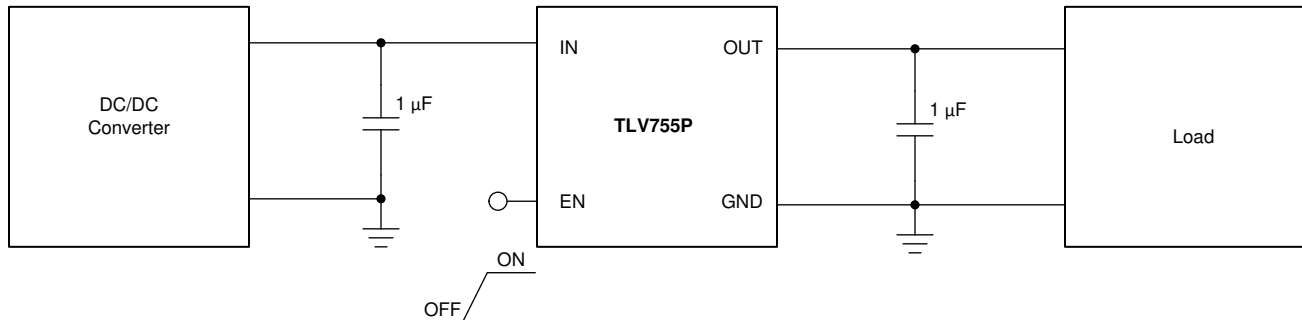 DC/DC
Converter
1 µF
IN
OUT
TLV755P
EN
GND
1 µF
Load
ON
OFF